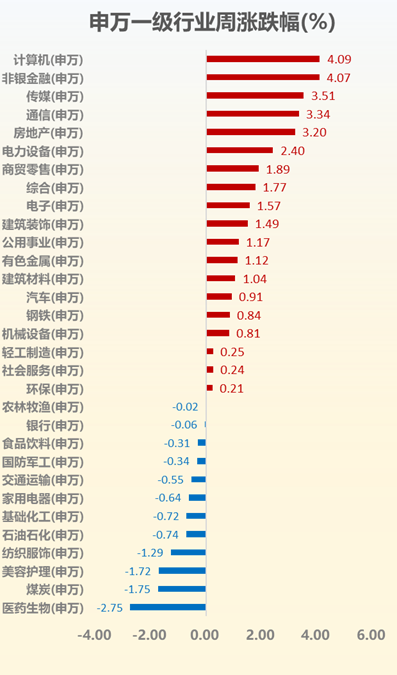 申万一级行业周涨跌幅(%)
计算机(申万) 4.09
非银金融(申万) 4.07
传媒(申万) 3.51
通信(申万) 3.34
房地产(申万) 3.20
电力设备(申万) 2.40
商贸零售(申万) 1.89
综合(申万) 1.77
电子(申万) 1.57
建筑装饰(申万) 1.49
公用事业(申万) 1.17
有色金属(申万) 1.12
建筑材料(申万) 1.04
汽车(申万) 0.91
钢铁(申万) 0.84
机械设备(申万) 0.81
轻工制造(申万) 0.25
社会服务(申万) 0.24
环保(申万) 0.21
农林牧渔(申万) -0.02
银行(申万) -0.06
食品饮料(申万) -0.31
国防军工(申万) -0.34
交通运输(申万) -0.55
家用电器(申万) -0.64
基础化工(申万) -0.72
石油石化(申万) -0.74
纺织服饰(申万) -1.29
美容护理(申万) -1.72
煤炭(申万) -1.75
医药生物(申万) -2.75
-4.00 -2.00 0.00 2.00 4.00 6.00